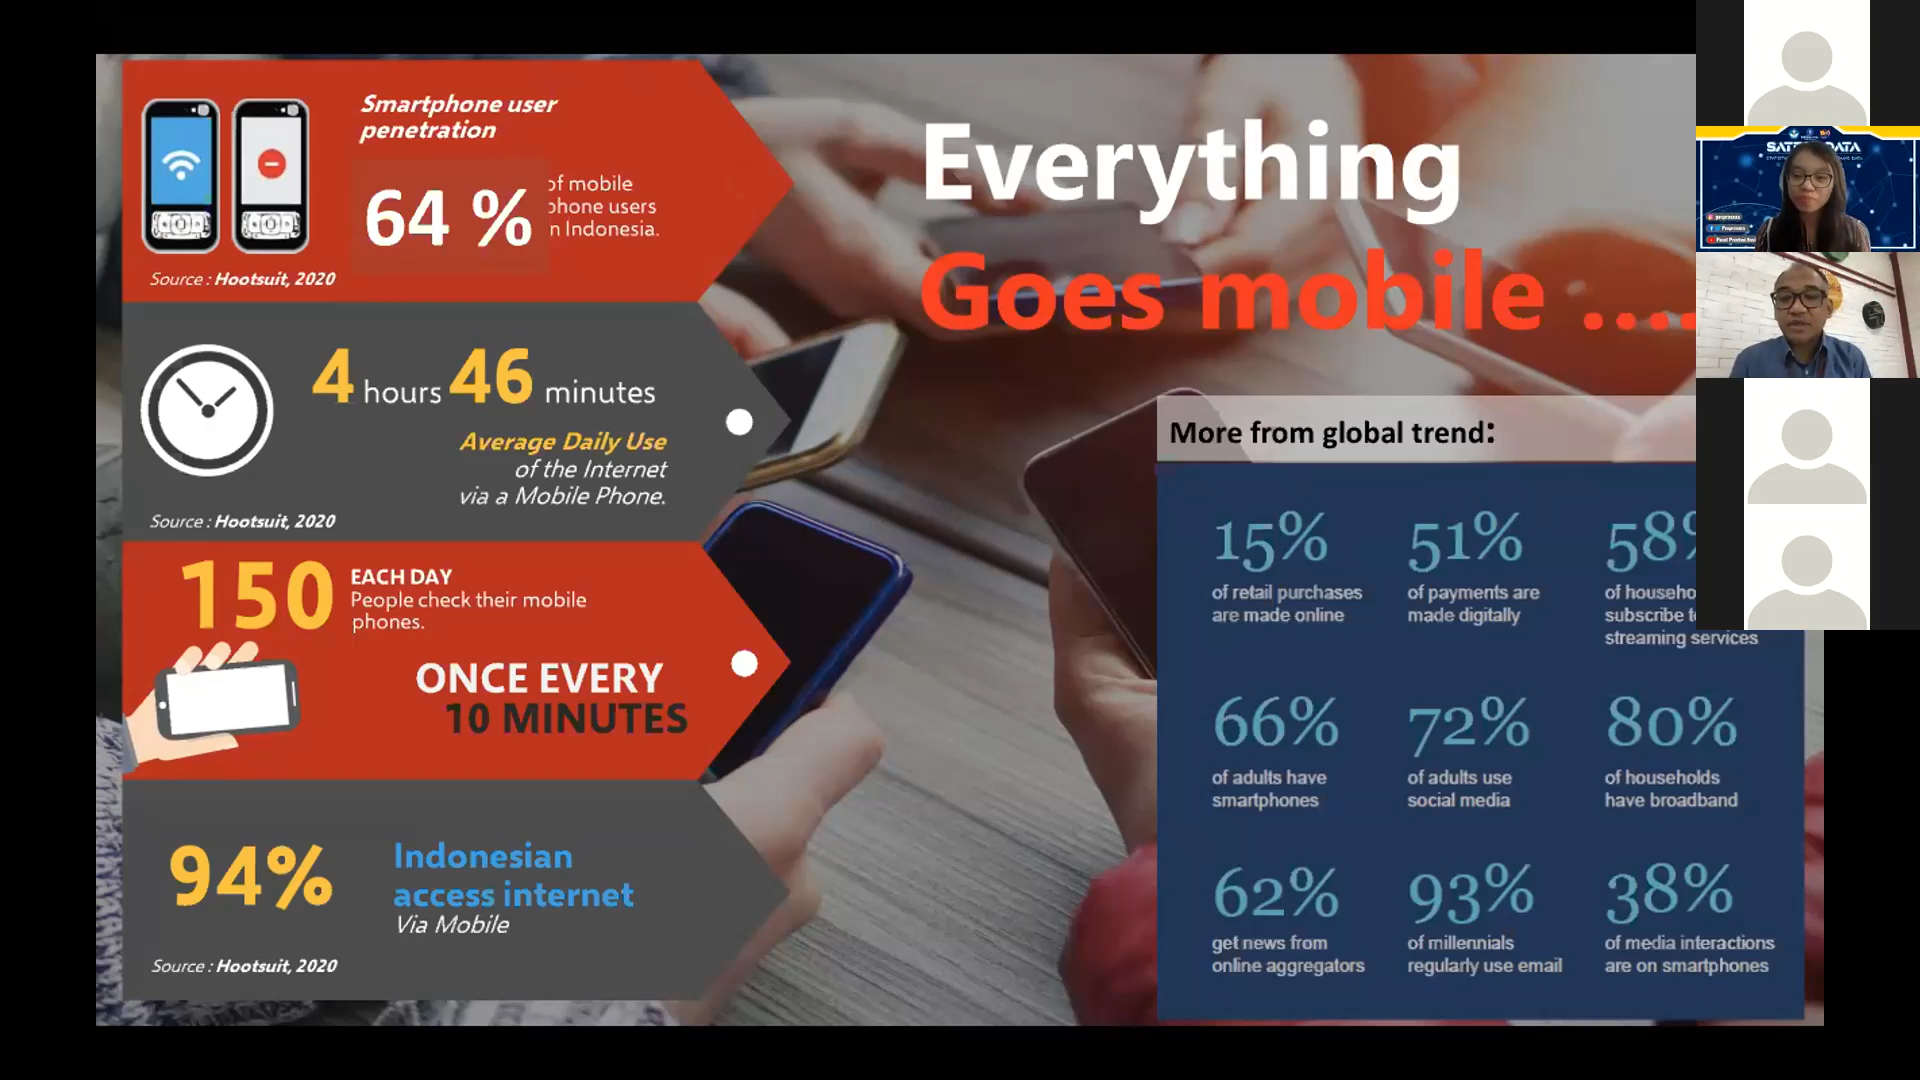 Smartphone user
penetration
64 %
of mobile
phone users
n Indonesia.
Source : Hootsuit, 2020
4 hours 46 minutes
Average Daily Use
of the Internet
via a Mobile Phone.
Source : Hootsuit, 2020
150
EACH DAY
People check their mobile
phones.
ONCE EVERY
10 MINUTES
94%
Indonesian
access internet
Via Mobile
Source : Hootsuit, 2020
Everything
Goes mobile ....
More from global trend:
15%
of retail purchases
are made online
51%
of payments are
made digitally
58%
of househo
subscribe t
streaming services
66%
of adults have
smartphones
72%
of adults use
social media
80%
of households
have broadband
62%
get news from
online aggregators
93%
of millennials
regularly use email
38%
of media interactions
are on smartphones